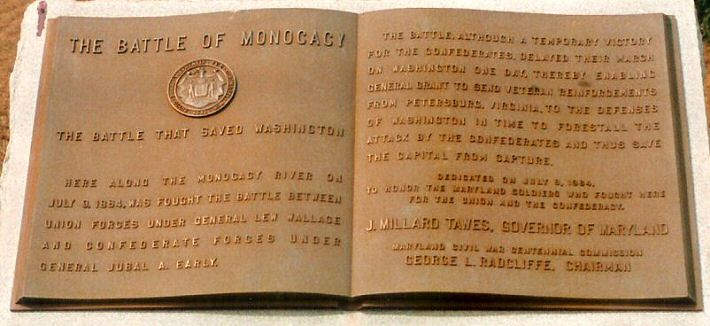 THE BATTLE OF MONOCACY
THE BATTLE THAT SAVED WASHINGTON
HERE ALONG THE MONOCACY RIVER ON
JULY 9, 1864, WAS FOUGHT THE BATTLE BETWEEN
UNION FORCES UNDER GENERAL LEW WALLACE
AND CONFEDERATE FORCES UNDER
GENERAL JUBAL A. EARLY.
THE BATTLE, ALTHOUGH A TEMPORARY VICTORY
FOR THE CONFEDERATES, DELAYED THEIR MARCH
ON WASHINGTON ONE DAY, THEREBY ENABLING
GENERAL GRANT TO SEND VETERAN REINFORCEMENTS
FROM PETERSBURG, VIRGINIA, TO THE DEFENSES
OF WASHINGTON IN TIME TO FORESTALL THE
ATTACK BY THE CONFEDERATES AND THUS SAVE
THE CAPITAL FROM CAPTURE.
DEDICATED ON JULY 9, 1964,
TO HONOR THE MARYLAND SOLDIERS WHO FOUGHT HERE
FOR THE UNION AND THE CONFEDERACY.
J. MILLARD TAWES, GOVERNOR OF MARYLAND
MARYLAND CIVIL WAR CENTENNIAL COMMISSION
GEORGE L. RADCLIFFE, CHAIRMAN